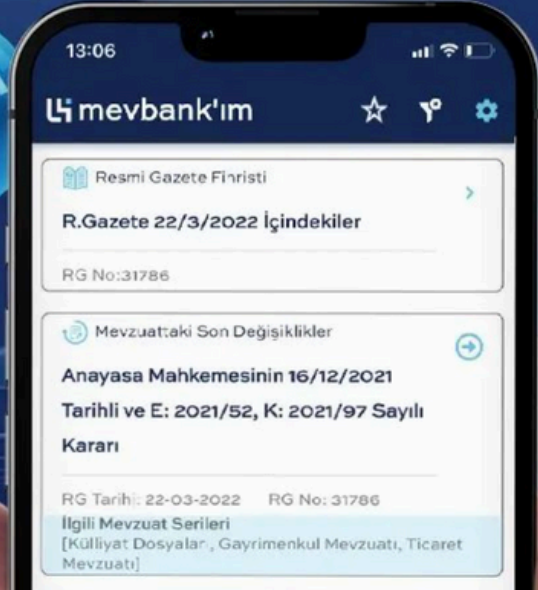 13:06
mevbank'ım
Resmi Gazete Fihristi
R.Gazete 22/3/2022 İçindekiler
RG No:31786
Mevzuattaki Son Değişiklikler
Anayasa Mahkemesinin 16/12/2021
Tarihli ve E: 2021/52, K: 2021/97 Sayılı
Kararı
RG Tarihi: 22-03-2022 RG No: 31786
İlgili Mevzuat Serileri
[Külliyat Dosyaları, Gayrimenkul Mevzuatı, Ticaret
Mevzuatı]